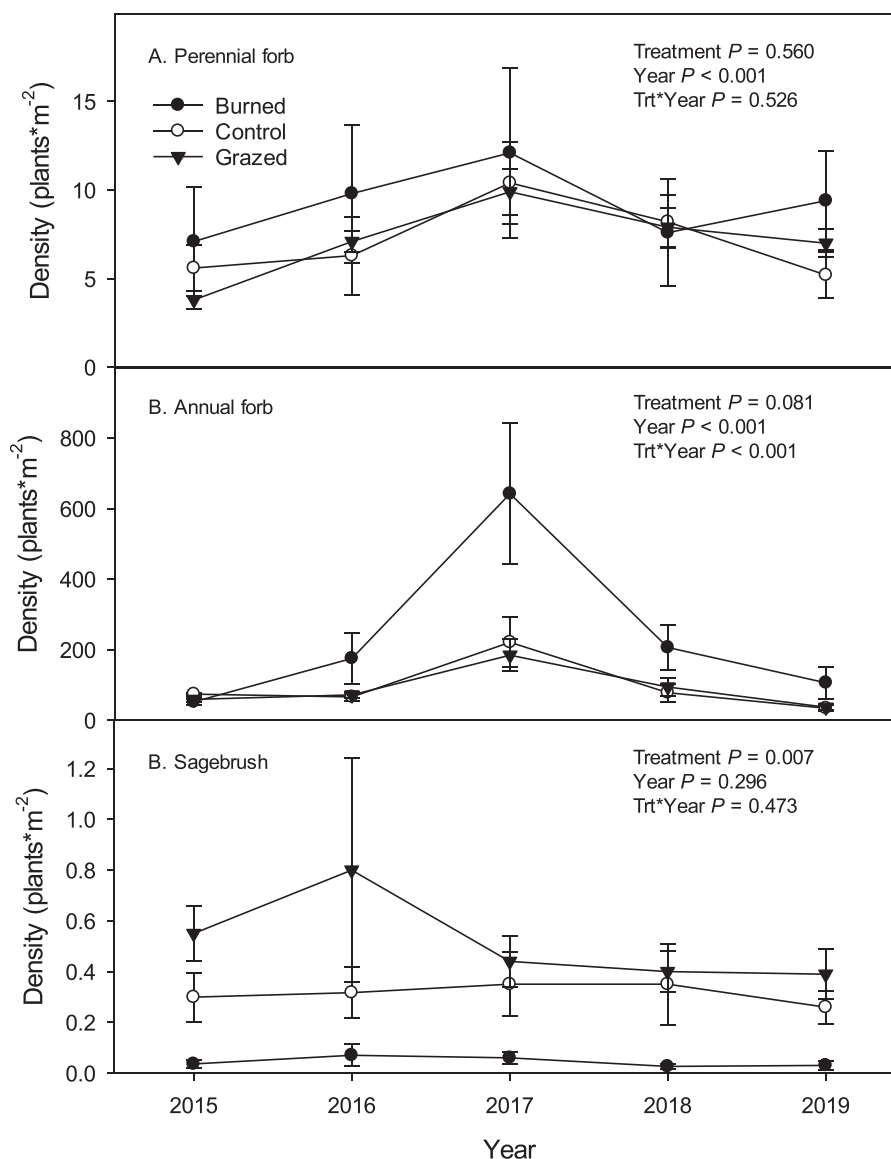 A. Perennial forb
Treatment P = 0.560
Year P < 0.001
Trt*Year P = 0.526
Burned
Control
Grazed
Density (plants*m-2)
15
10
5
0
B. Annual forb
Treatment P = 0.081
Year P < 0.001
Trt*Year P < 0.001
Density (plants*m-2)
800
600
400
200
0
B. Sagebrush
Treatment P = 0.007
Year P = 0.296
Trt*Year P = 0.473
Density (plants*m-2)
1.2
1.0
0.8
0.6
0.4
0.2
0.0
2015 2016 2017 2018 2019
Year